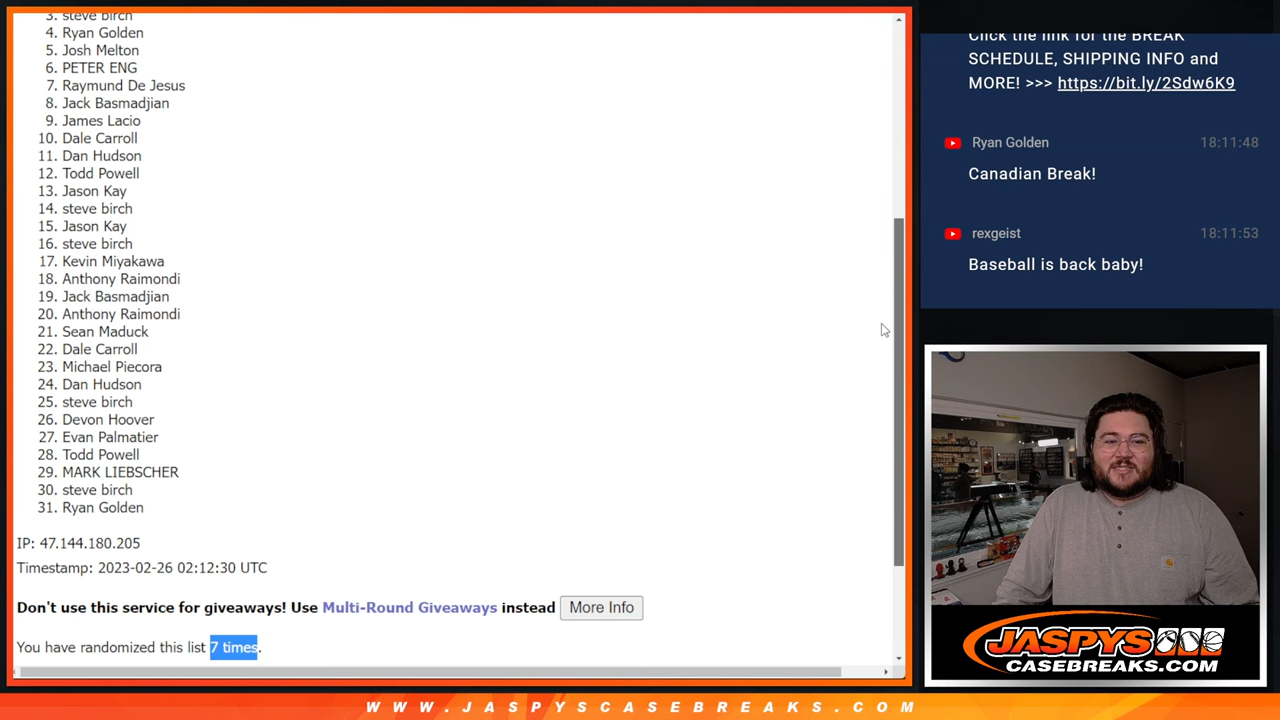 3. steve birch
4. Ryan Golden
5. Josh Melton
6. PETER ENG
7. Raymund De Jesus
8. Jack Basmadjian
9. James Lacio
10. Dale Carroll
11. Dan Hudson
12. Todd Powell
13. Jason Kay
14. steve birch
15. Jason Kay
16. steve birch
17. Kevin Miyakawa
18. Anthony Raimondi
19. Jack Basmadjian
20. Anthony Raimondi
21. Sean Maduck
22. Dale Carroll
23. Michael Piecora
24. Dan Hudson
25. steve birch
26. Devon Hoover
27. Evan Palmatier
28. Todd Powell
29. MARK LIEBSCHER
30. steve birch
31. Ryan Golden
IP: 47.144.180.205
Timestamp: 2023-02-26 02:12:30 UTC
Don't use this service for giveaways! Use Multi-Round Giveaways instead More Info
You have randomized this list 7 times.
Click the link for the BREAK
SCHEDULE, SHIPPING INFO and
MORE! >>> https://bit.ly/2Sdw6K9
Ryan Golden 18:11:48
Canadian Break!
rexgeist 18:11:53
Baseball is back baby!
JASPYS
CASEBREAKS.COM
WWW.JASPYSCASEBREAKS.COM